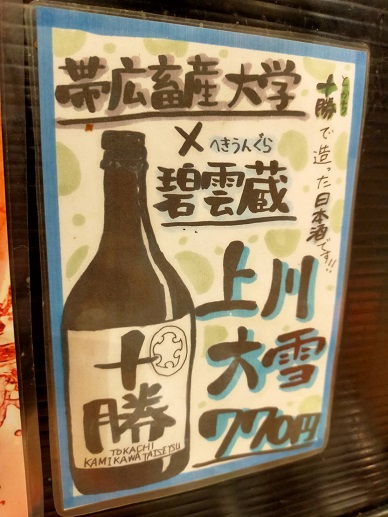 とかち
十勝で造った日本酒です!!
帯広畜産大学
×へきうんぐら
碧雲蔵
上川
大雪
770円
十
勝
TOKACHI
KAMIKAWA TAISETSU